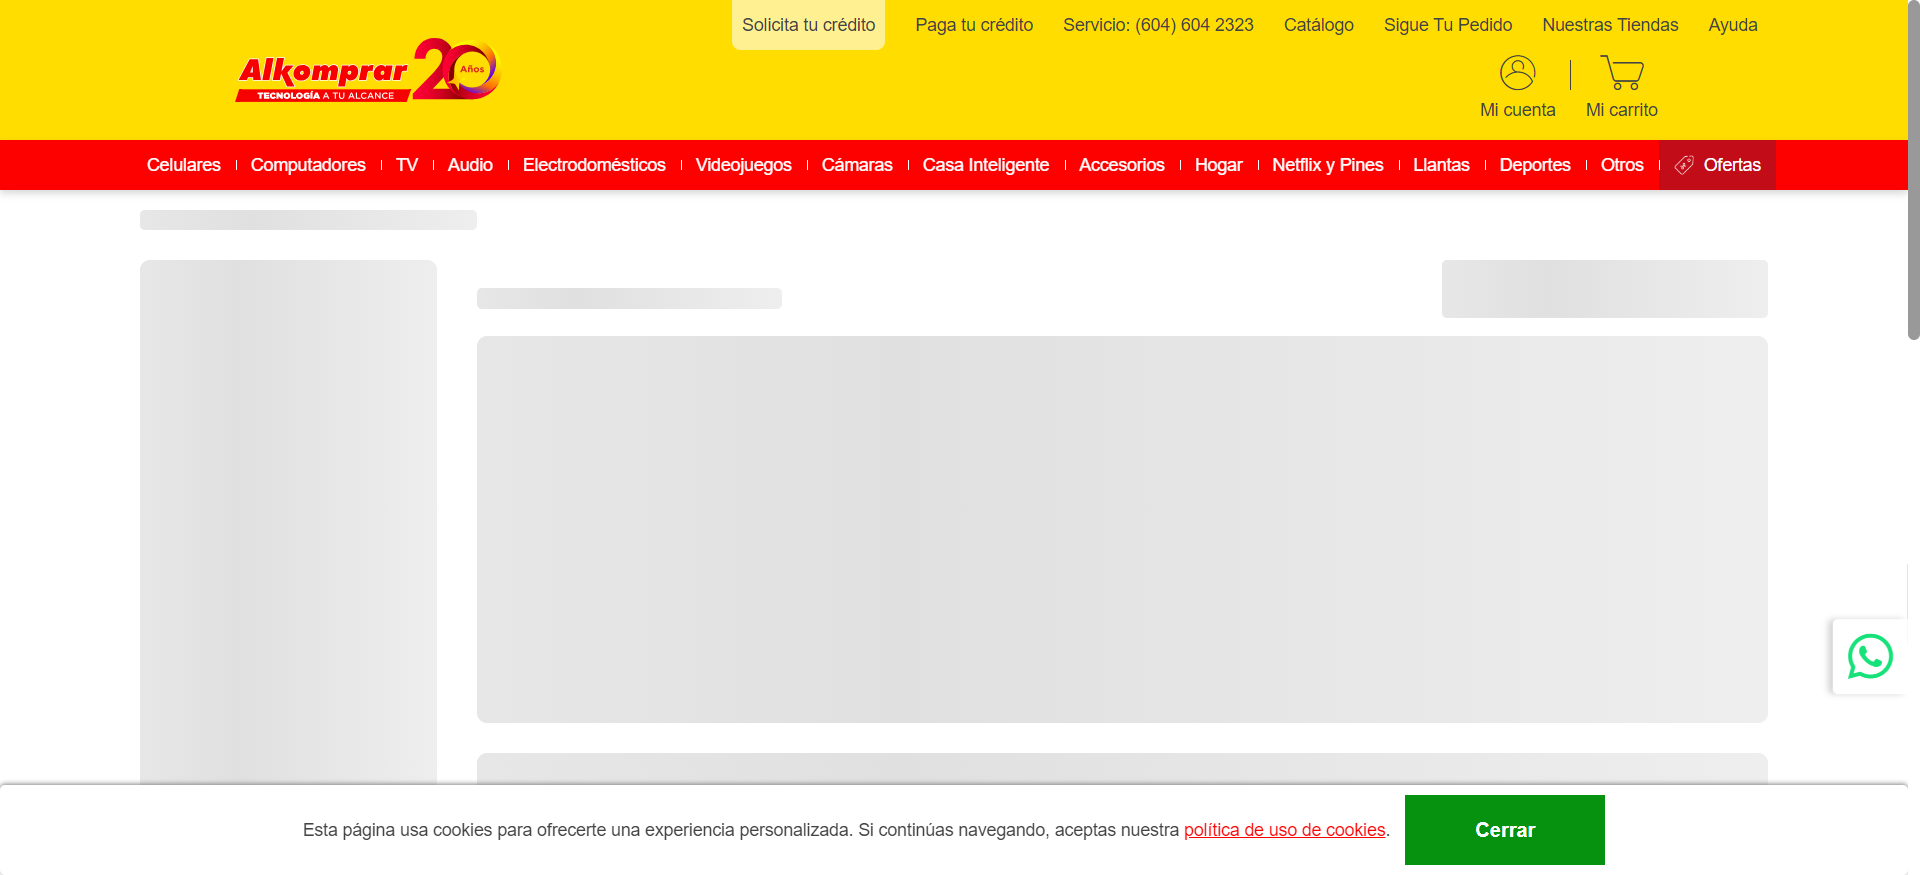 Solicita tu crédito Paga tu crédito Servicio: (604) 604 2323 Catálogo Sigue Tu Pedido Nuestras Tiendas Ayuda
Alkomprar 20 Años
TECNOLOGÍA A TU ALCANCE
Mi cuenta Mi carrito
Celulares Computadores TV Audio Electrodomésticos Videojuegos Cámaras Casa Inteligente Accesorios Hogar Netflix y Pines Llantas Deportes Otros Ofertas
Esta página usa cookies para ofrecerte una experiencia personalizada. Si continúas navegando, aceptas nuestra política de uso de cookies. Cerrar